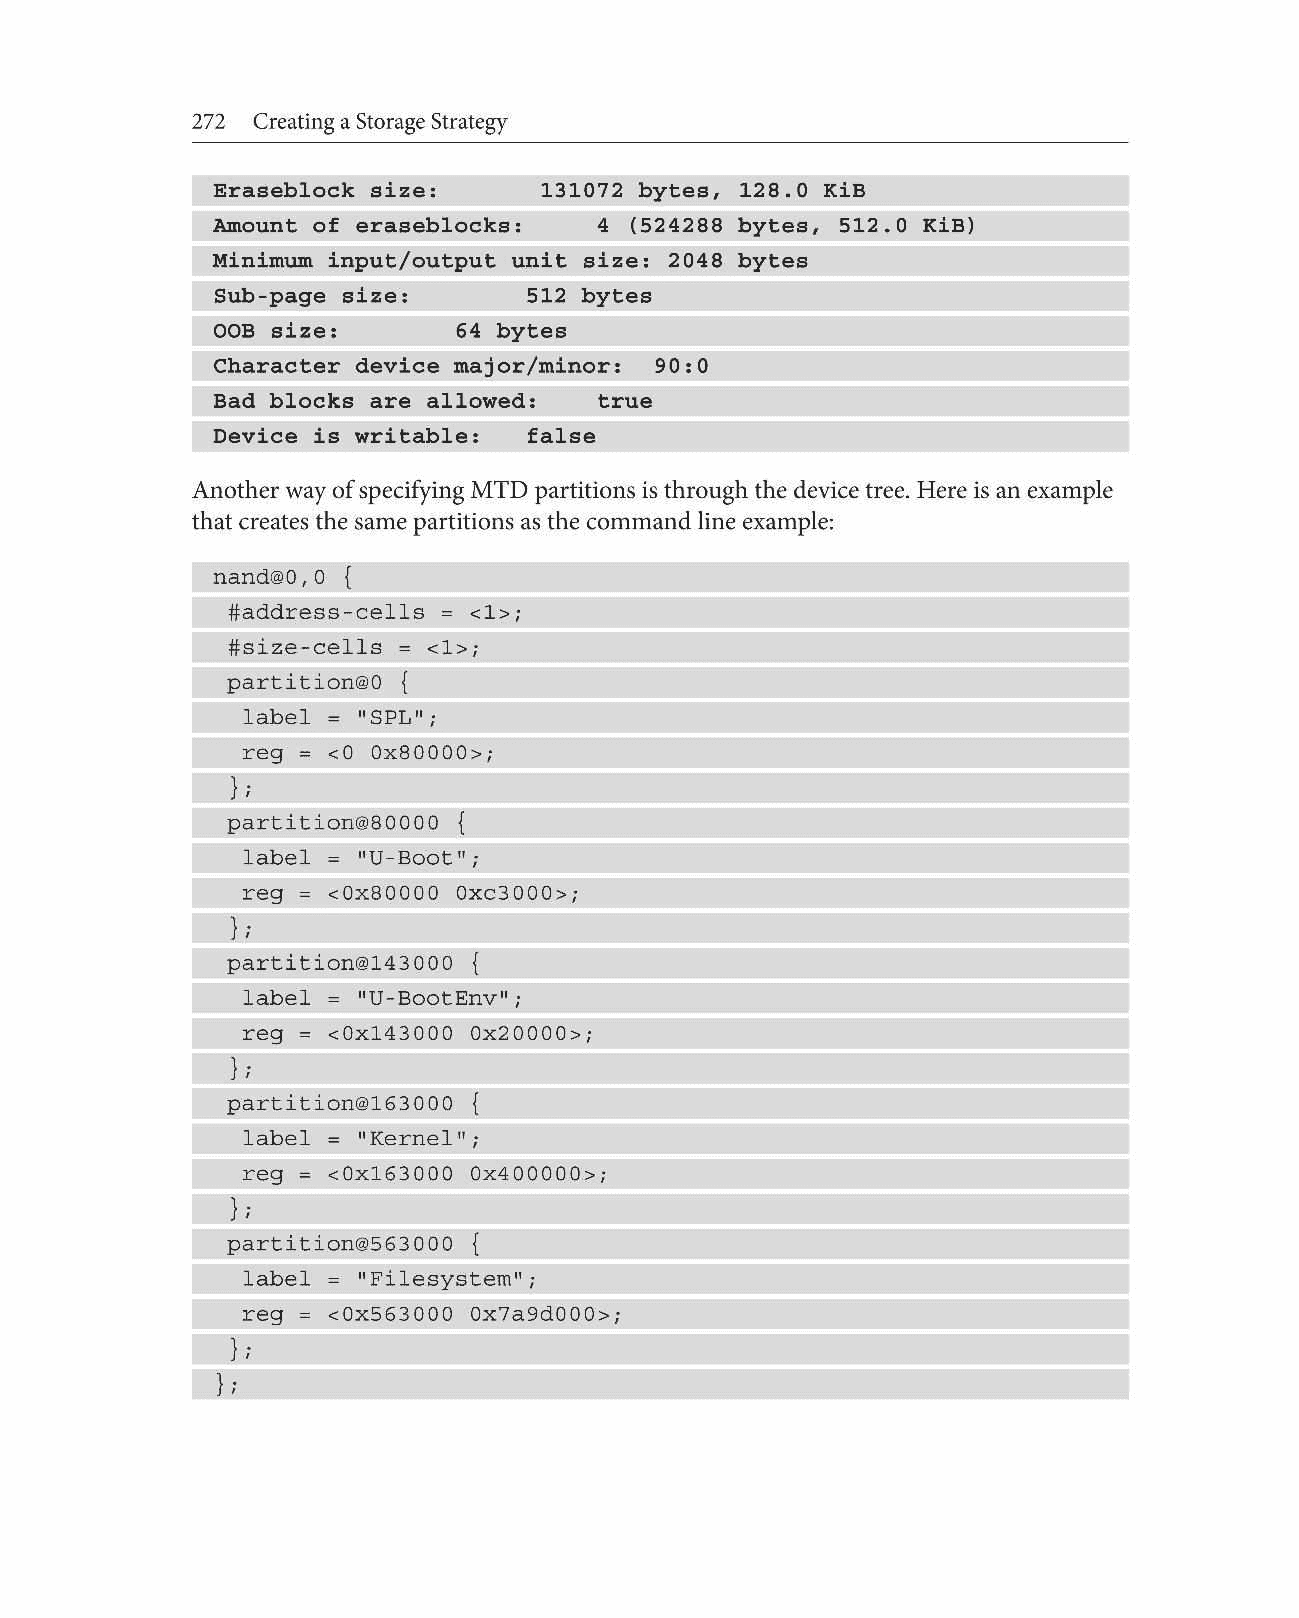 272 Creating a Storage Strategy
Eraseblock size:       131072 bytes, 128.0 KiB
Amount of eraseblocks:     4 (524288 bytes, 512.0 KiB)
Minimum input/output unit size: 2048 bytes
Sub-page size:        512 bytes
OOB size:        64 bytes
Character device major/minor:  90:0
Bad blocks are allowed:    true
Device is writable:   false
Another way of specifying MTD partitions is through the device tree. Here is an example
that creates the same partitions as the command line example:
nand@0,0 {
 #address-cells = <1>;
 #size-cells = <1>;
 partition@0 {
  label = "SPL";
  reg = <0 0x80000>;
 };
 partition@80000 {
  label = "U-Boot";
  reg = <0x80000 0xc3000>;
 };
 partition@143000 {
  label = "U-BootEnv";
  reg = <0x143000 0x20000>;
 };
 partition@163000 {
  label = "Kernel";
  reg = <0x163000 0x400000>;
 };
 partition@563000 {
  label = "Filesystem";
  reg = <0x563000 0x7a9d000>;
 };
};